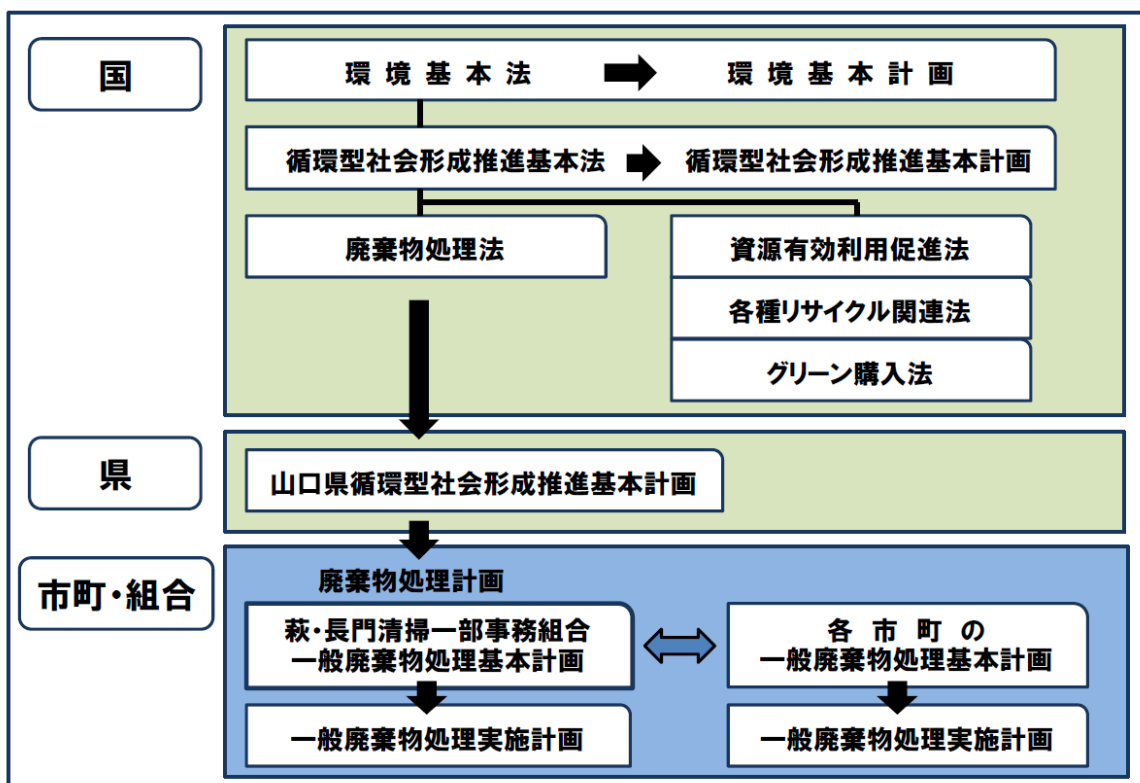 国
環境基本法
環境基本計画
循環型社会形成推進基本法
循環型社会形成推進基本計画
廃棄物処理法
資源有効利用促進法
各種リサイクル関連法
グリーン購入法
県
山口県循環型社会形成推進基本計画
市町・組合
廃棄物処理計画
萩・長門清掃一部事務組合
一般廃棄物処理基本計画
各市町の
一般廃棄物処理基本計画
一般廃棄物処理実施計画
一般廃棄物処理実施計画